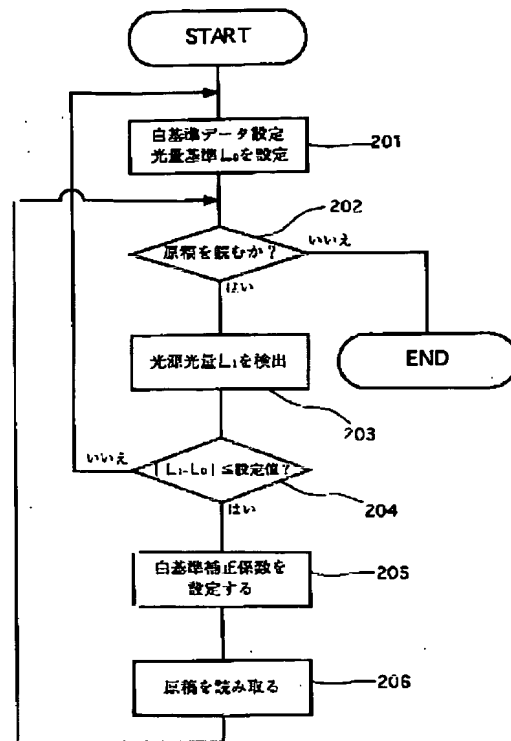 START
白基準データ設定
光量基準L₀を設定
201
202
原稿を読むか?
いいえ
はい
光源光量L₁を検出
END
203
いいえ
|L₁-L₀|≦設定値?
204
はい
白基準補正係数を
設定する
205
原稿を読み取る
206